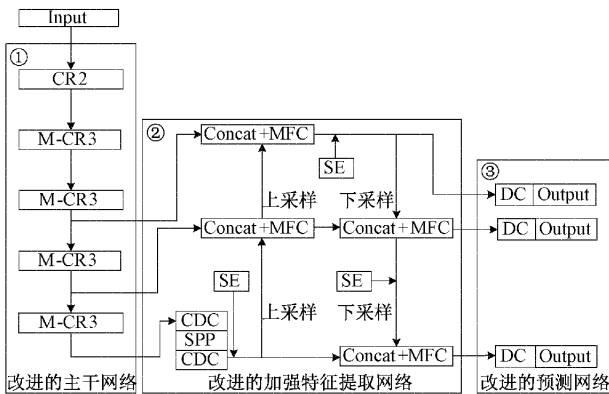 Input
①
CR2
M-CR3
M-CR3
M-CR3
M-CR3
改进的主干网络
②
Concat+MFC
SE
上采样
下采样
Concat+MFC
Concat+MFC
SE
SE
上采样
下采样
CDC
SPP
CDC
Concat+MFC
改进的加强特征提取网络
③
DC Output
DC Output
DC Output
改进的预测网络